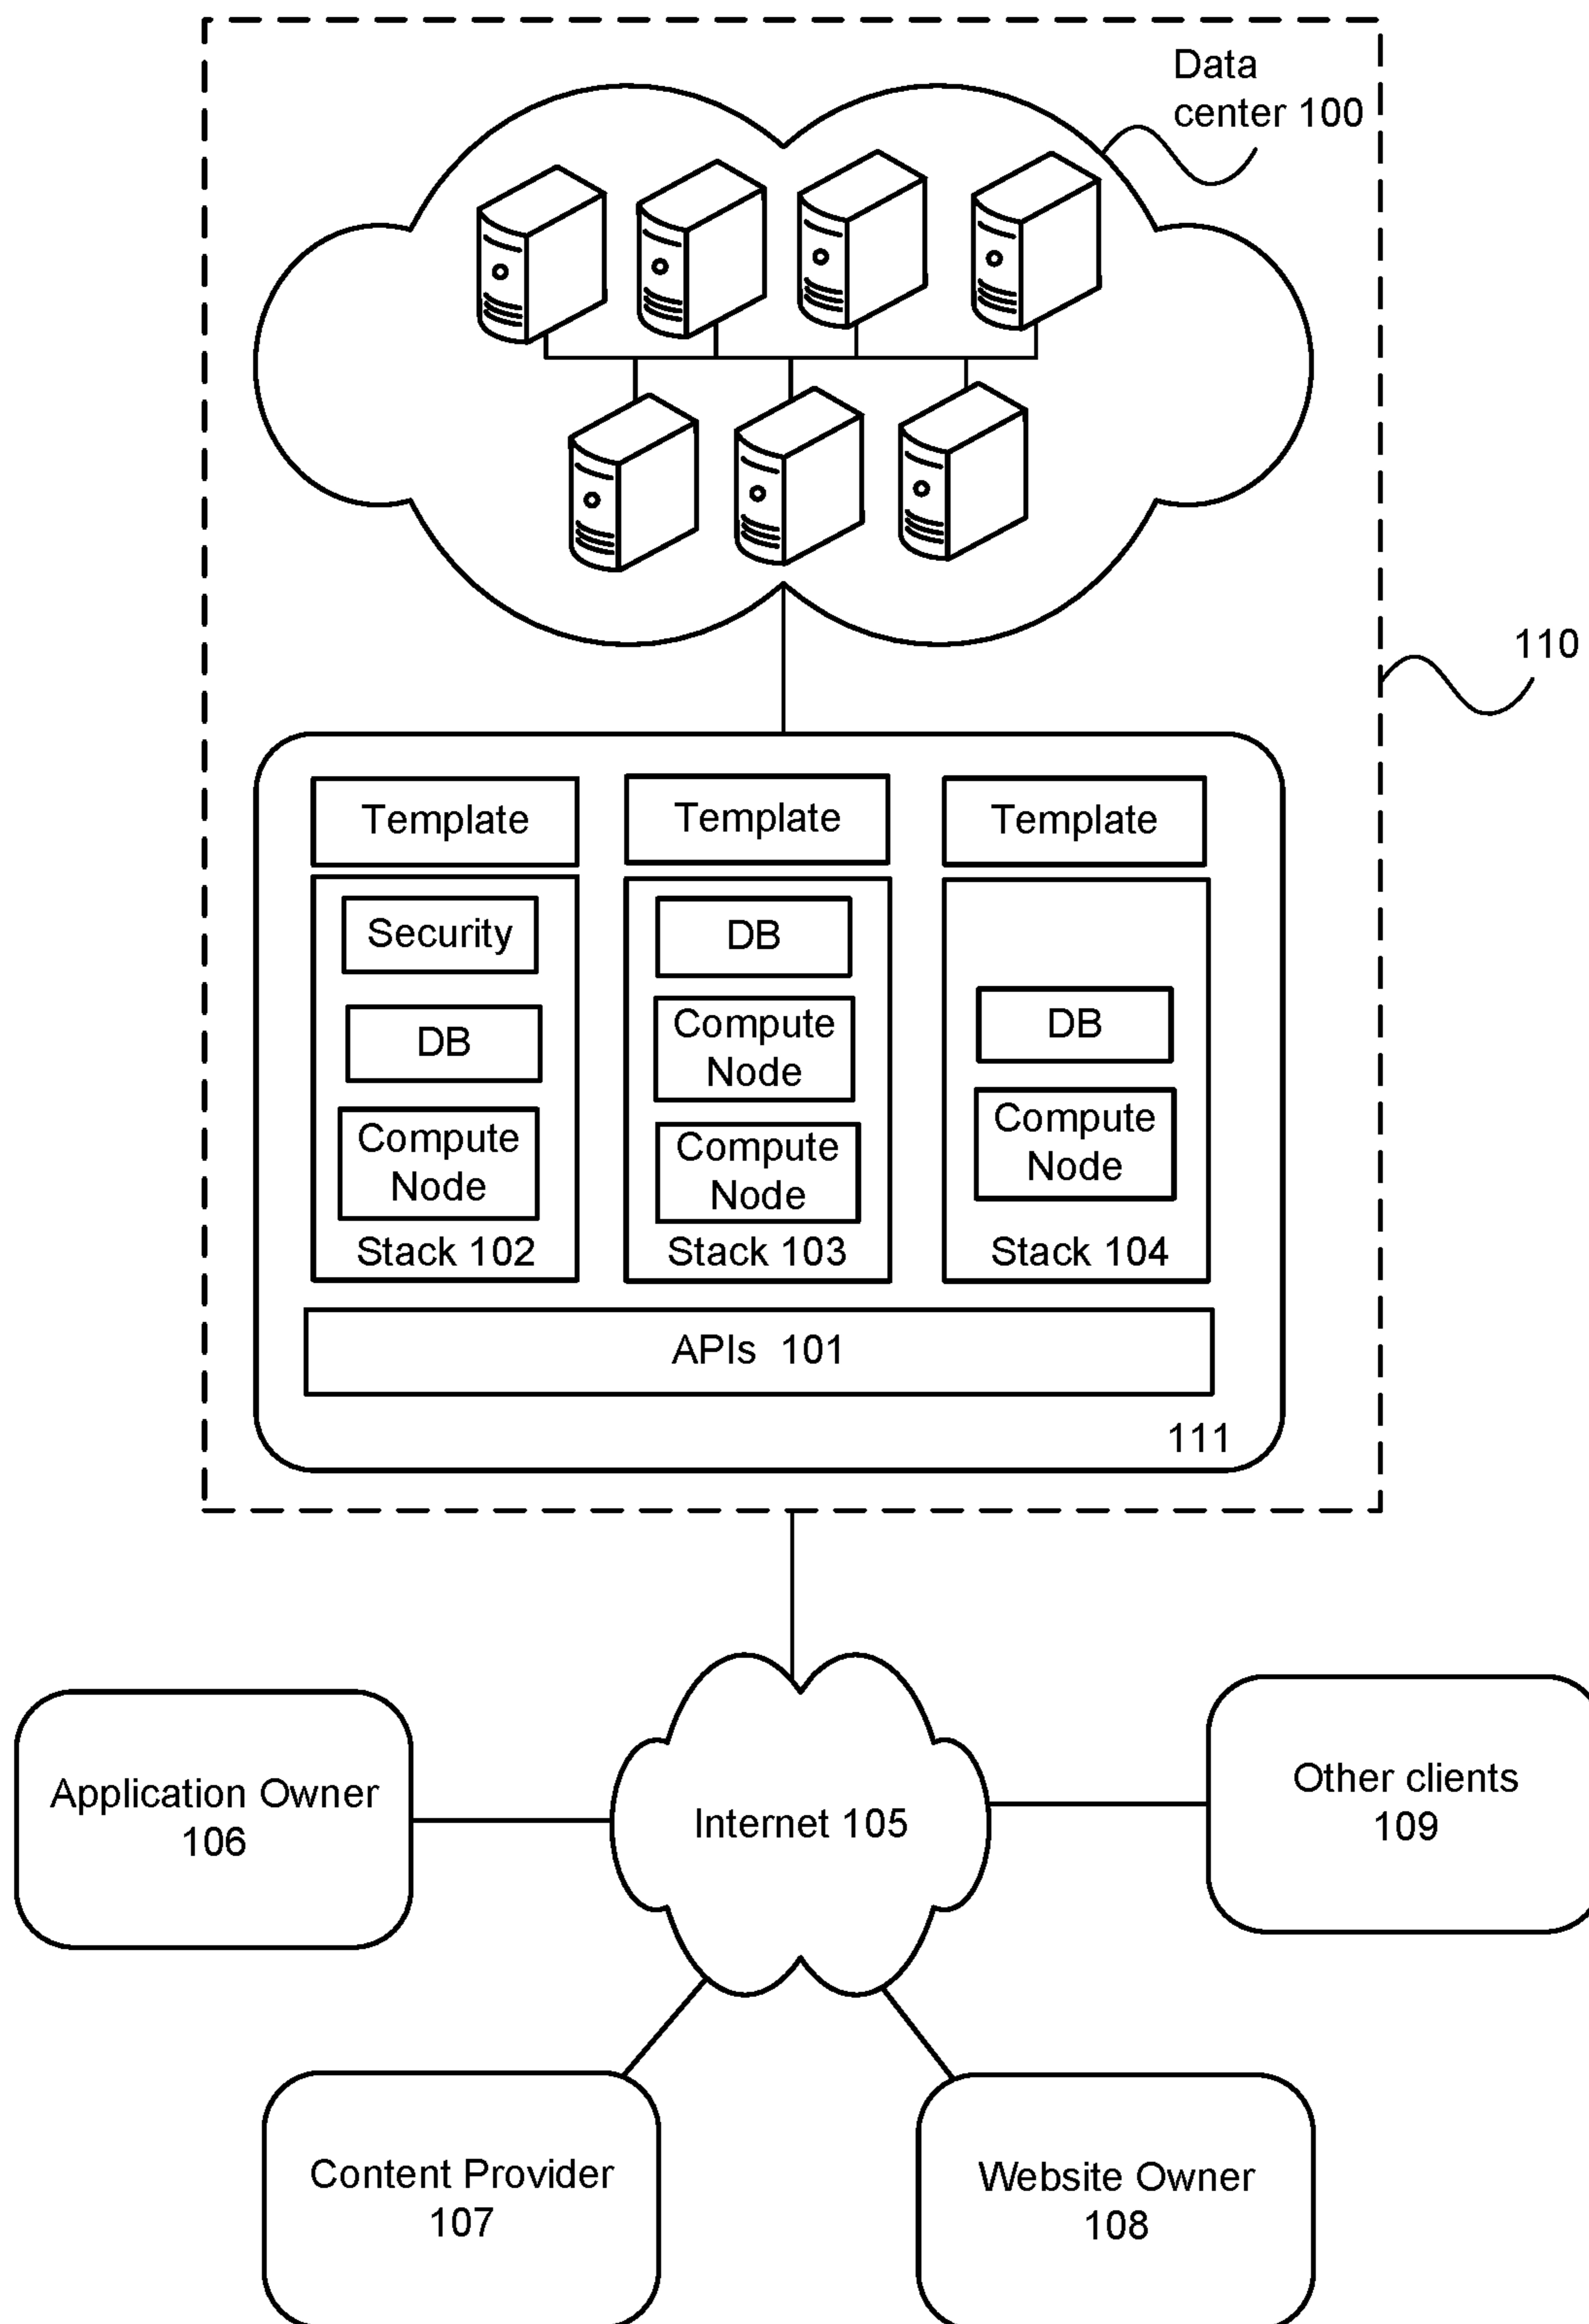 Data
center 100
110
Template
Template
Template
Security
DB
Compute
Node
Stack 102
DB
Compute
Node
Compute
Node
Stack 103
DB
Compute
Node
Stack 104
APIs 101
111
Internet 105
Application Owner
106
Other clients
109
Content Provider
107
Website Owner
108